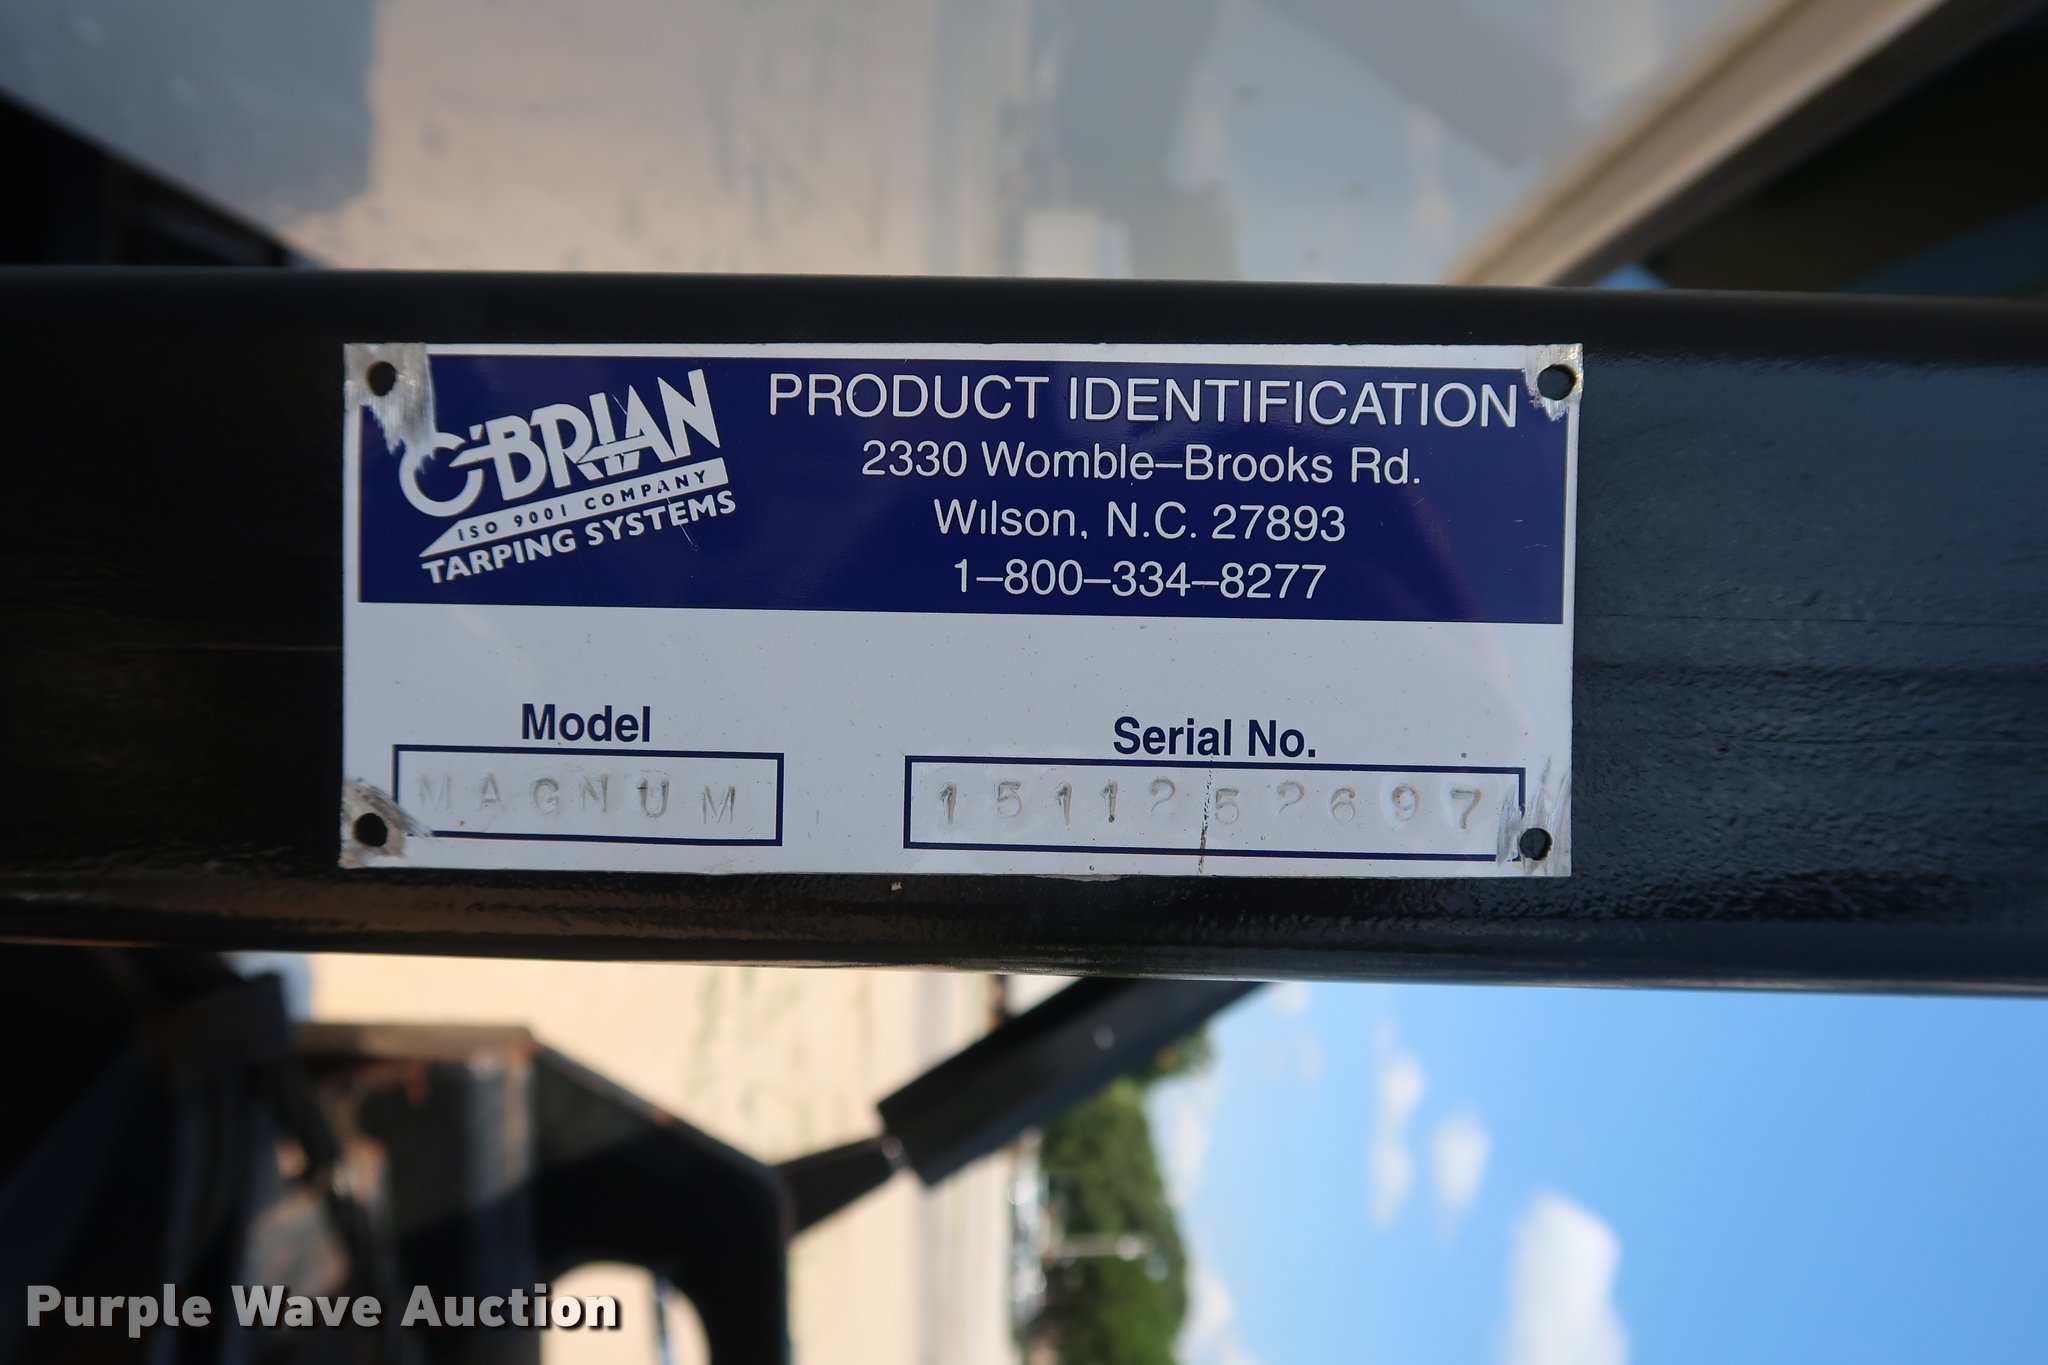 O'BRIAN
ISO 9001 COMPANY
TARPING SYSTEMS
PRODUCT IDENTIFICATION
2330 Womble–Brooks Rd.
Wilson, N.C. 27893
1–800–334–8277
Model
MAGNUM
Serial No.
1511252697
Purple Wave Auction